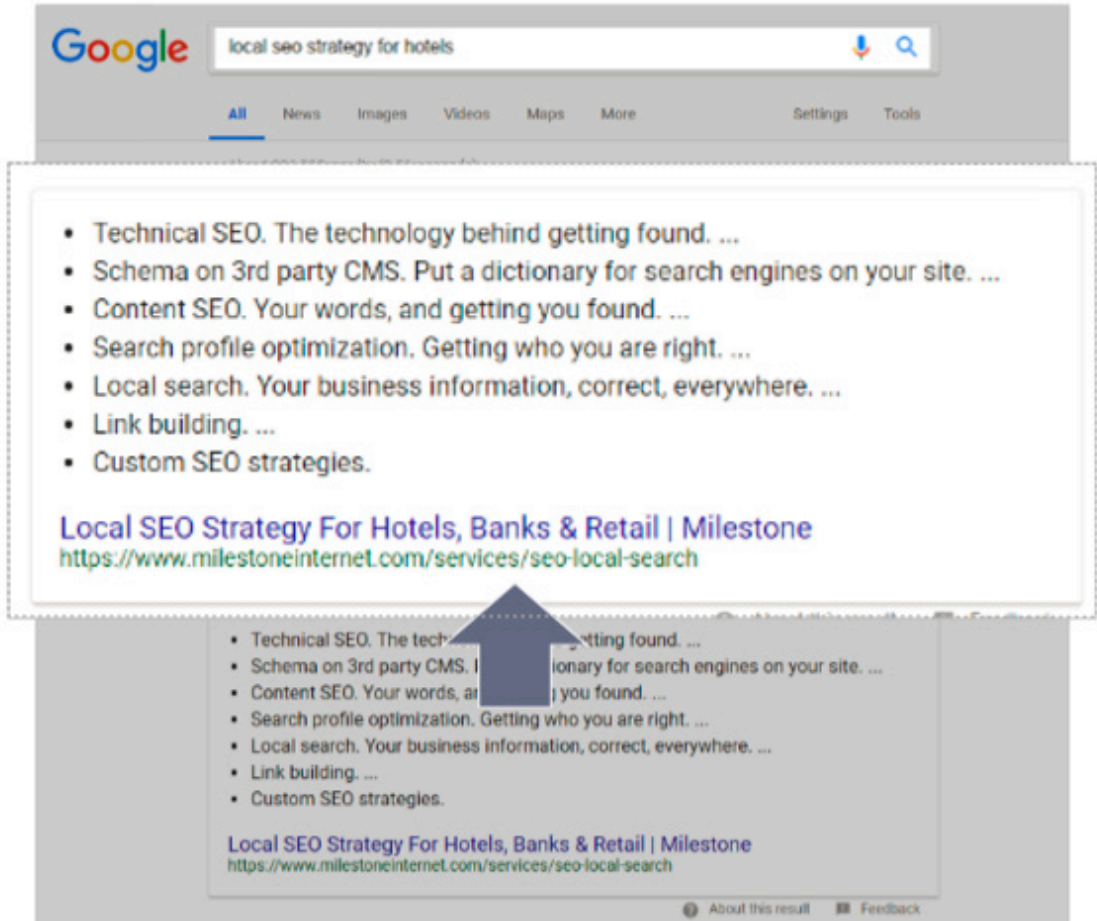 Google
local seo strategy for hotels
All News Images Videos Maps More Settings Tools
• Technical SEO. The technology behind getting found. ...
• Schema on 3rd party CMS. Put a dictionary for search engines on your site. ...
• Content SEO. Your words, and getting you found. ...
• Search profile optimization. Getting who you are right. ...
• Local search. Your business information, correct, everywhere. ...
• Link building. ...
• Custom SEO strategies.
Local SEO Strategy For Hotels, Banks & Retail | Milestone
https://www.milestoneinternet.com/services/seo-local-search
• Technical SEO. The getting found. ...
• Schema on 3rd party CMS. for search engines on your site. ...
• Content SEO. Your words, you found. ...
• Search profile optimization. Getting who you are right. ...
• Local search. Your business information, correct, everywhere. ...
• Link building. ...
• Custom SEO strategies.
Local SEO Strategy For Hotels, Banks & Retail | Milestone
https://www.milestoneinternet.com/services/seo-local-search
About this result Feedback